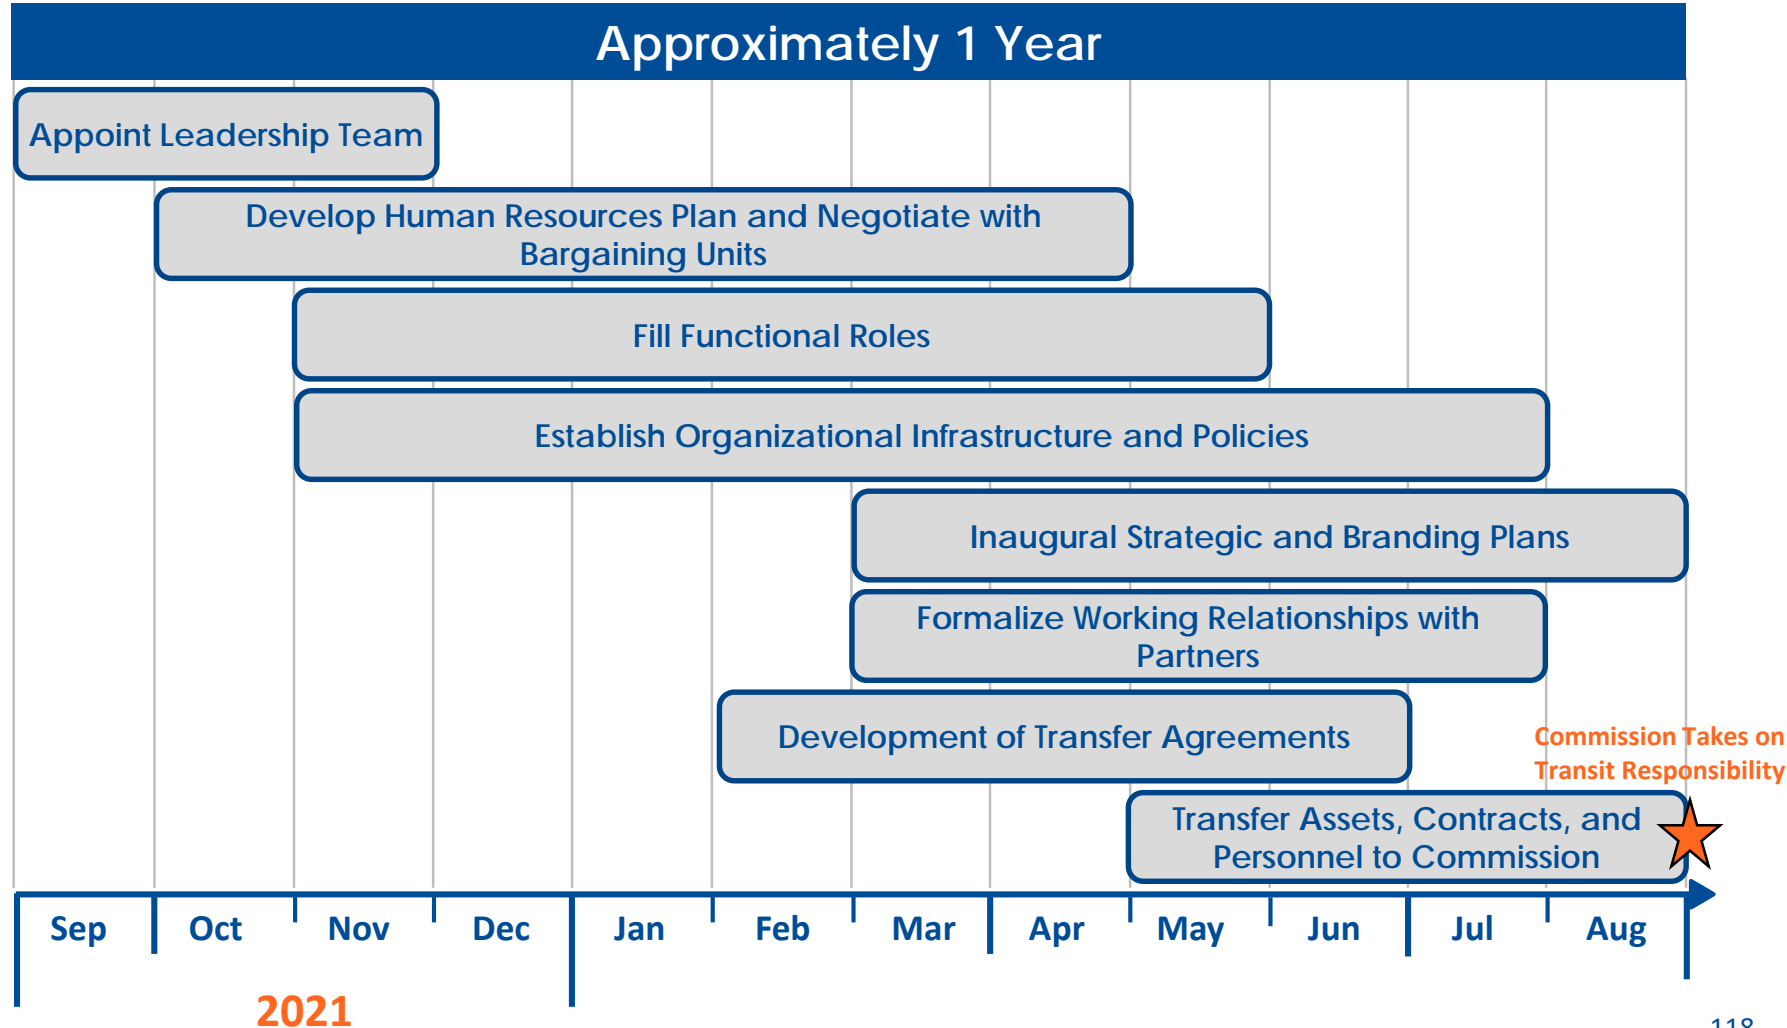 Approximately 1 Year
Appoint Leadership Team
Develop Human Resources Plan and Negotiate with
Bargaining Units
Fill Functional Roles
Establish Organizational Infrastructure and Policies
Inaugural Strategic and Branding Plans
Formalize Working Relationships with
Partners
Development of Transfer Agreements
Commission Takes on
Transit Responsibility
Transfer Assets, Contracts, and
Personnel to Commission
Sep Oct Nov Dec Jan Feb Mar Apr May Jun Jul Aug
2021
118